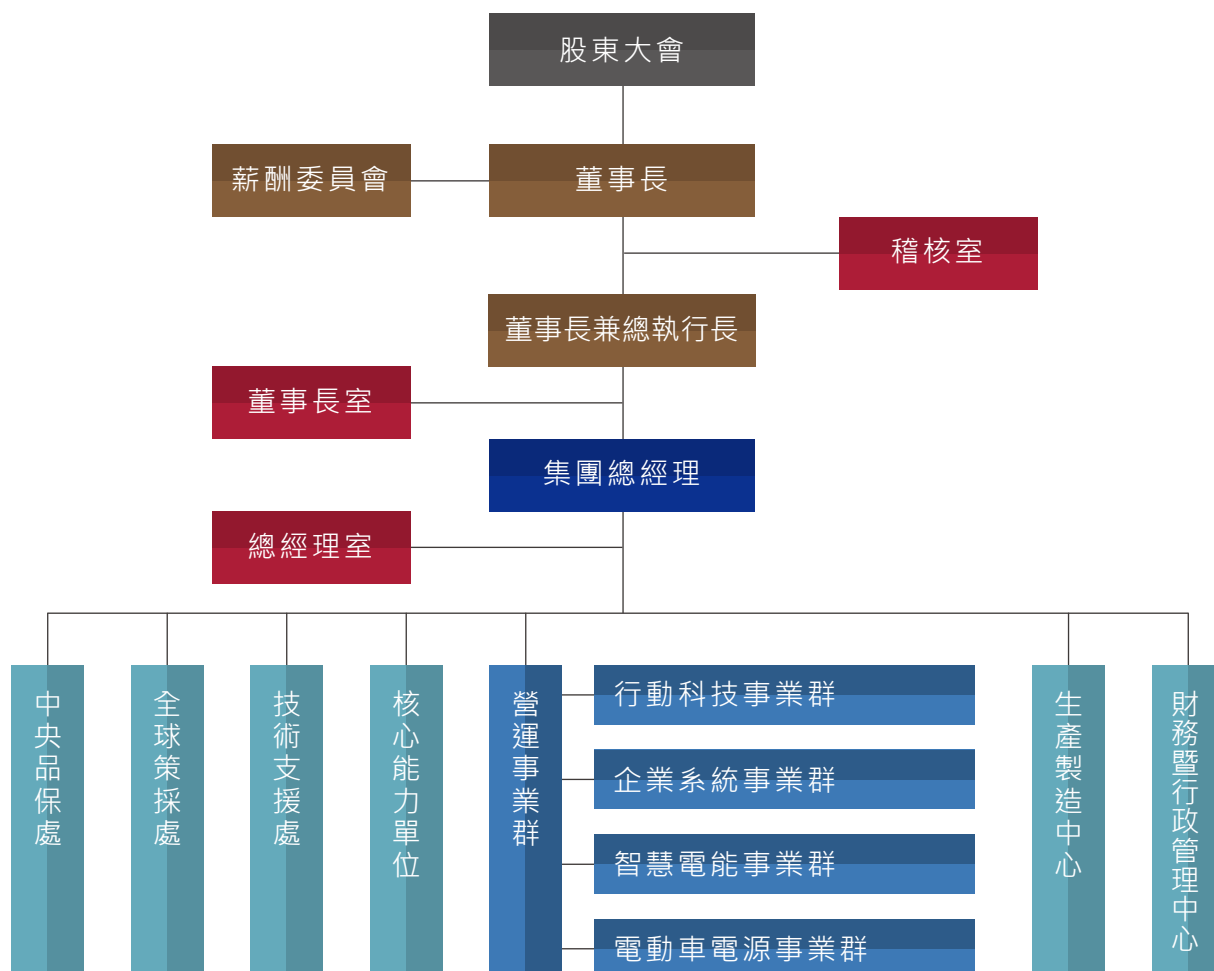 股東大會
薪酬委員會
董事長
稽核室
董事長兼總執行長
董事長室
集團總經理
總經理室
中央品保處
全球策採處
技術支援處
核心能力單位
營運事業群
行動科技事業群
企業系統事業群
智慧電能事業群
電動車電源事業群
生產製造中心
財務暨行政管理中心